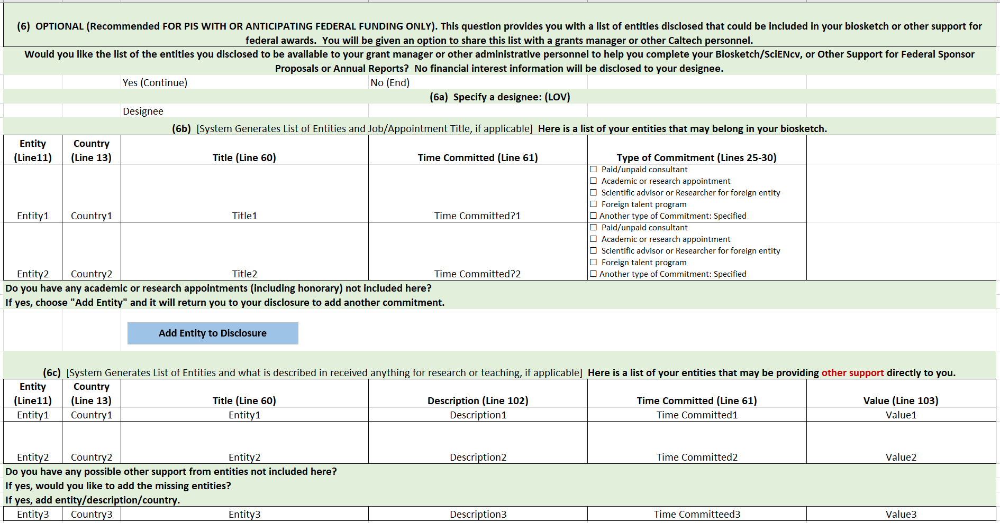 (6)  OPTIONAL (Recommended FOR PIS WITH OR ANTICIPATING FEDERAL FUNDING ONLY). This question provides you with a list of entities disclosed that could be included in your biosketch or other support for
federal awards.  You will be given an option to share this list with a grants manager or other Caltech personnel.
Would you like the list of the entities you disclosed to be available to your grant manager or other administrative personnel to help you complete your Biosketch/SciENcv, or Other Support for Federal Sponsor
Proposals or Annual Reports?  No financial interest information will be disclosed to your designee.
Yes (Continue) No (End)
(6a)  Specify a designee: (LOV)
Designee
(6b)  [System Generates List of Entities and Job/Appointment Title, if applicable]  Here is a list of your entities that may belong in your biosketch.
Entity Country
(Line11) (Line 13) Title (Line 60) Time Committed (Line 61) Type of Commitment (Lines 25-30)
☐ Paid/unpaid consultant
☐ Academic or research appointment
☐ Scientific advisor or Researcher for foreign entity
☐ Foreign talent program
Entity1 Country1 Title1 Time Committed?1 ☐ Another type of Commitment: Specified
☐ Paid/unpaid consultant
☐ Academic or research appointment
☐ Scientific advisor or Researcher for foreign entity
☐ Foreign talent program
Entity2 Country2 Title2 Time Committed?2 ☐ Another type of Commitment: Specified
Do you have any academic or research appointments (including honorary) not included here?
If yes, choose "Add Entity" and it will return you to your disclosure to add another commitment.
Add Entity to Disclosure
(6c)  [System Generates List of Entities and what is described in received anything for research or teaching, if applicable]  Here is a list of your entities that may be providing other support directly to you.
Entity Country
(Line11) (Line 13) Title (Line 60) Description (Line 102) Time Committed (Line 61) Value (Line 103)
Entity1 Country1 Entity1 Description1 Time Committed1 Value1
Entity2 Country2 Entity2 Description2 Time Committed2 Value2
Do you have any possible other support from entities not included here?
If yes, would you like to add the missing entities?
If yes, add entity/description/country.
Entity3 Country3 Entity3 Description3 Time Committeed3 Value3